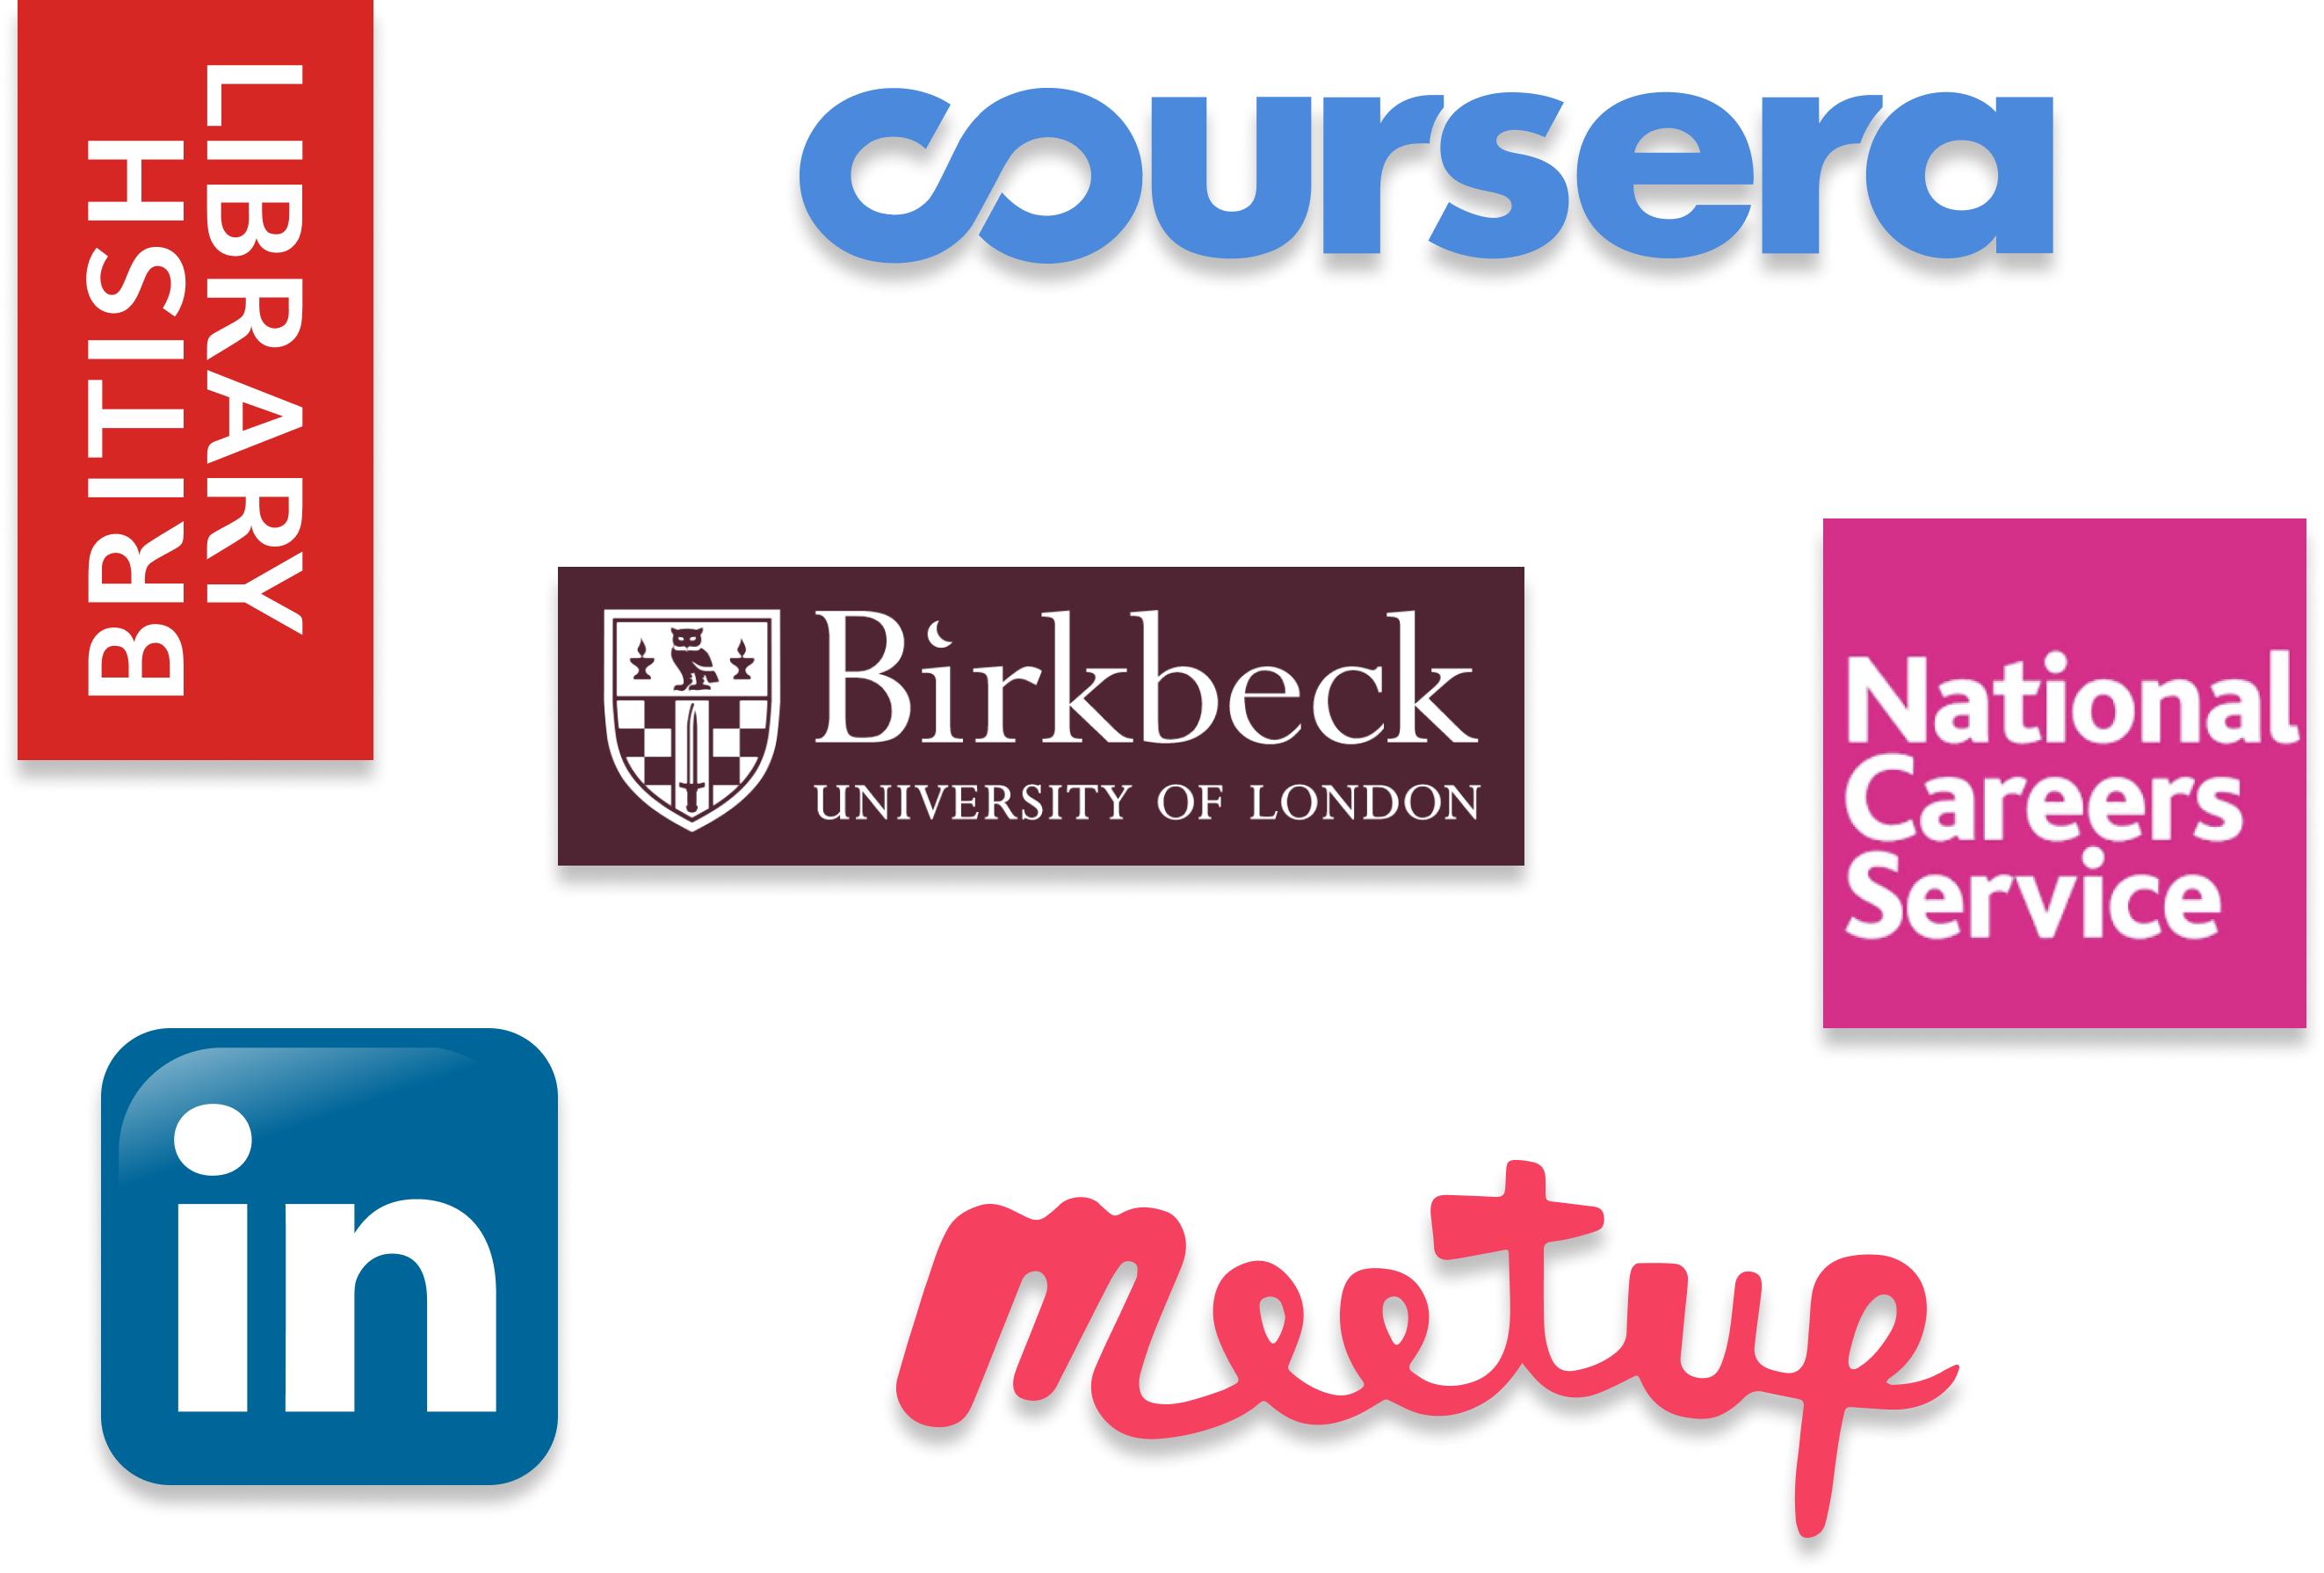 BRITISH
LIBRARY
coursera
Birkbeck
UNIVERSITY OF LONDON
National
Careers
Service
in
meetup